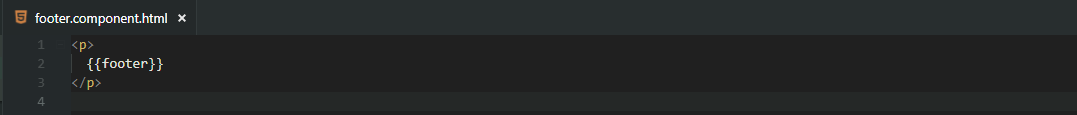 footer.component.html ×
1 <p>
2 {{footer}}
3 </p>
4